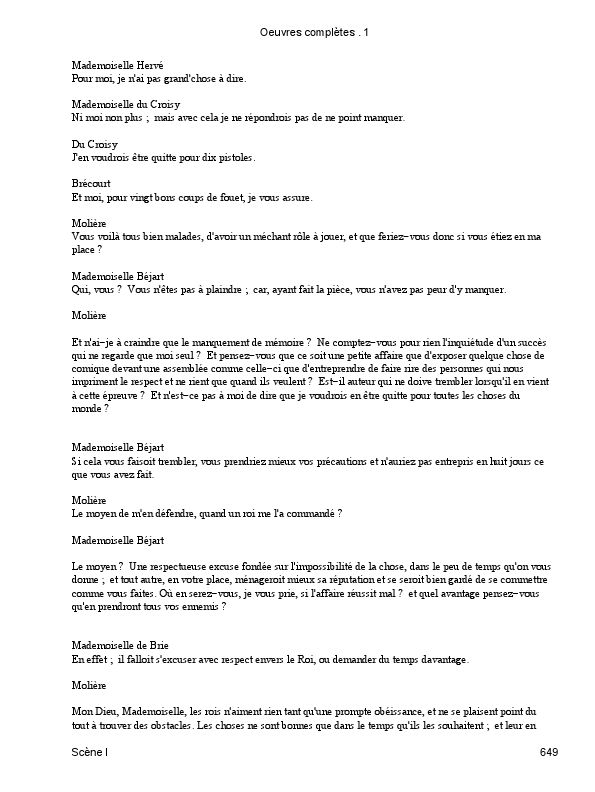 Oeuvres complètes . 1
Mademoiselle Hervé
Pour moi, je n'ai pas grand'chose à dire.
Mademoiselle du Croisy
Ni moi non plus ;  mais avec cela je ne répondrois pas de ne point manquer.
Du Croisy
J'en voudrois être quitte pour dix pistoles.
Brécourt
Et moi, pour vingt bons coups de fouet, je vous assure.
Molière
Vous voilà tous bien malades, d'avoir un méchant rôle à jouer, et que feriez−vous donc si vous étiez en ma
place ?
Mademoiselle Béjart
Qui, vous ?  Vous n'êtes pas à plaindre ;  car, ayant fait la pièce, vous n'avez pas peur d'y manquer.
Molière
Et n'ai−je à craindre que le manquement de mémoire ?  Ne comptez−vous pour rien l'inquiétude d'un succès
qui ne regarde que moi seul ?  Et pensez−vous que ce soit une petite affaire que d'exposer quelque chose de
comique devant une assemblée comme celle−ci que d'entreprendre de faire rire des personnes qui nous
impriment le respect et ne rient que quand ils veulent ?  Est−il auteur qui ne doive trembler lorsqu'il en vient
à cette épreuve ?  Et n'est−ce pas à moi de dire que je voudrois en être quitte pour toutes les choses du
monde ?
Mademoiselle Béjart
Si cela vous faisoit trembler, vous prendriez mieux vos précautions et n'auriez pas entrepris en huit jours ce
que vous avez fait.
Molière
Le moyen de m'en défendre, quand un roi me l'a commandé ?
Mademoiselle Béjart
Le moyen ?  Une respectueuse excuse fondée sur l'impossibilité de la chose, dans le peu de temps qu'on vous
donne ;  et tout autre, en votre place, ménageroit mieux sa réputation et se seroit bien gardé de se commettre
comme vous faites. Où en serez−vous, je vous prie, si l'affaire réussit mal ?  et quel avantage pensez−vous
qu'en prendront tous vos ennemis ?
Mademoiselle de Brie
En effet ;  il falloit s'excuser avec respect envers le Roi, ou demander du temps davantage.
Molière
Mon Dieu, Mademoiselle, les rois n'aiment rien tant qu'une prompte obéissance, et ne se plaisent point du
tout à trouver des obstacles. Les choses ne sont bonnes que dans le temps qu'ils les souhaitent ;  et leur en
Scène I
649